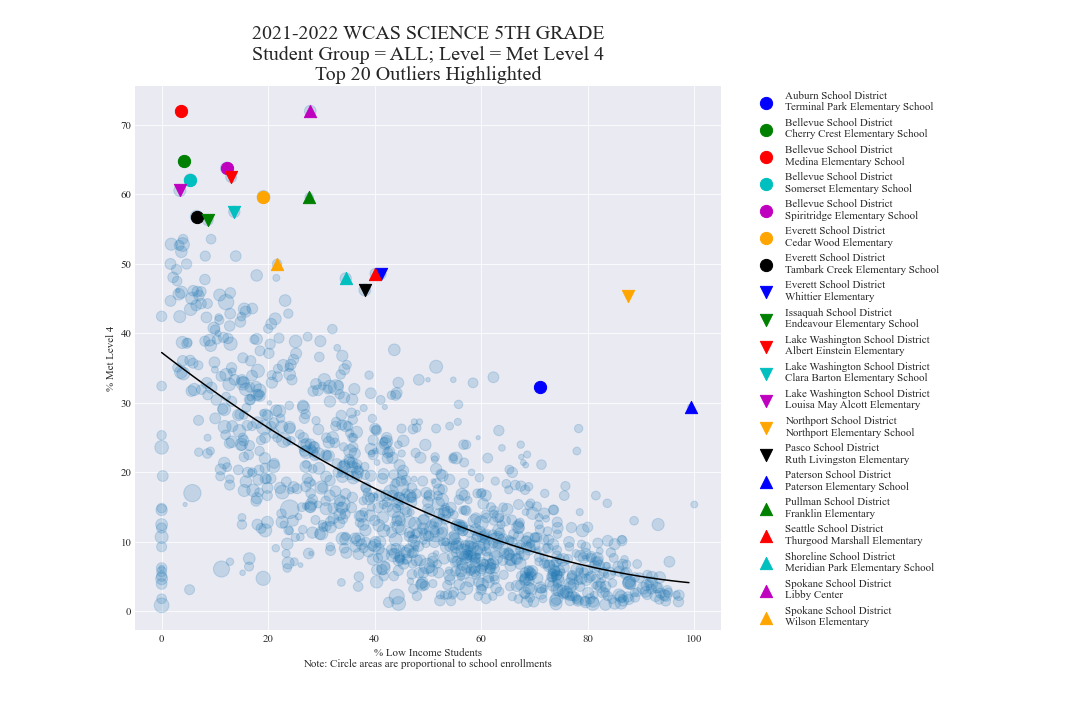 2021-2022 WCAS SCIENCE 5TH GRADE
Student Group = ALL; Level = Met Level 4
Top 20 Outliers Highlighted
% Met Level 4
70
60
50
40
30
20
10
0
0
20
40
60
80
100
% Low Income Students
Note: Circle areas are proportional to school enrollments
Auburn School District
Terminal Park Elementary School
Bellevue School District
Cherry Crest Elementary School
Bellevue School District
Medina Elementary School
Bellevue School District
Somerset Elementary School
Bellevue School District
Spiritridge Elementary School
Everett School District
Cedar Wood Elementary
Everett School District
Tambark Creek Elementary School
Everett School District
Whittier Elementary
Issaquah School District
Endeavour Elementary School
Lake Washington School District
Albert Einstein Elementary
Lake Washington School District
Clara Barton Elementary School
Lake Washington School District
Louisa May Alcott Elementary
Northport School District
Northport Elementary School
Pasco School District
Ruth Livingston Elementary
Paterson School District
Paterson Elementary School
Pullman School District
Franklin Elementary
Seattle School District
Thurgood Marshall Elementary
Shoreline School District
Meridian Park Elementary School
Spokane School District
Libby Center
Spokane School District
Wilson Elementary